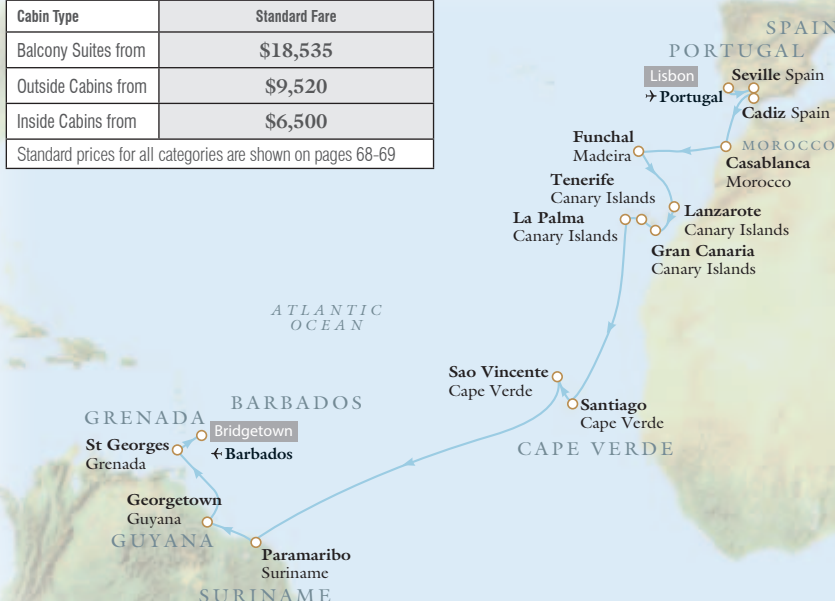 Cabin Type Standard Fare
Balcony Suites from $18,535
Outside Cabins from $9,520
Inside Cabins from $6,500
Standard prices for all categories are shown on pages 68-69
SPAIN
PORTUGAL
Lisbon
Portugal
Seville Spain
Cadiz Spain
MOROCCO
Casablanca
Morocco
Funchal
Madeira
Tenerife
Canary Islands
La Palma
Canary Islands
Lanzarote
Canary Islands
Gran Canaria
Canary Islands
ATLANTIC
OCEAN
Sao Vincente
Cape Verde
Santiago
Cape Verde
CAPE VERDE
BARBADOS
GRENADA
Bridgetown
Barbados
St Georges
Grenada
Georgetown
Guyana
GUYANA
Paramaribo
Suriname
SURINAME